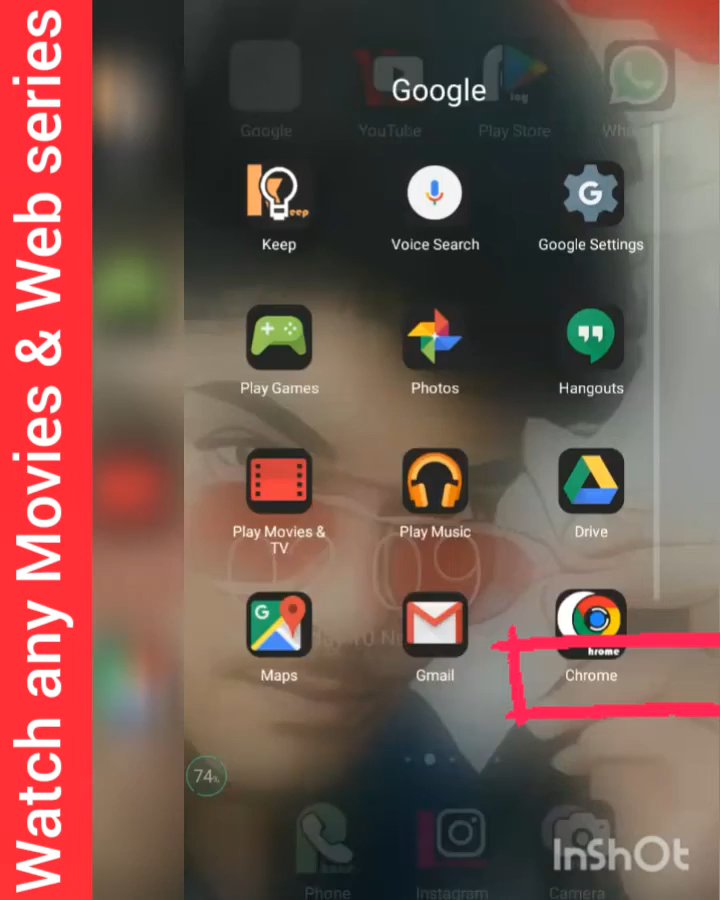 Watch any Movies & Web series
Google
Google YouTube Play Store
Keep Voice Search Google Settings
Play Games Photos Hangouts
Play Movies &
TV
Play Music Drive
G
hrome
Maps Gmail Chrome
74%
Phone Instagram Camera
InShOt